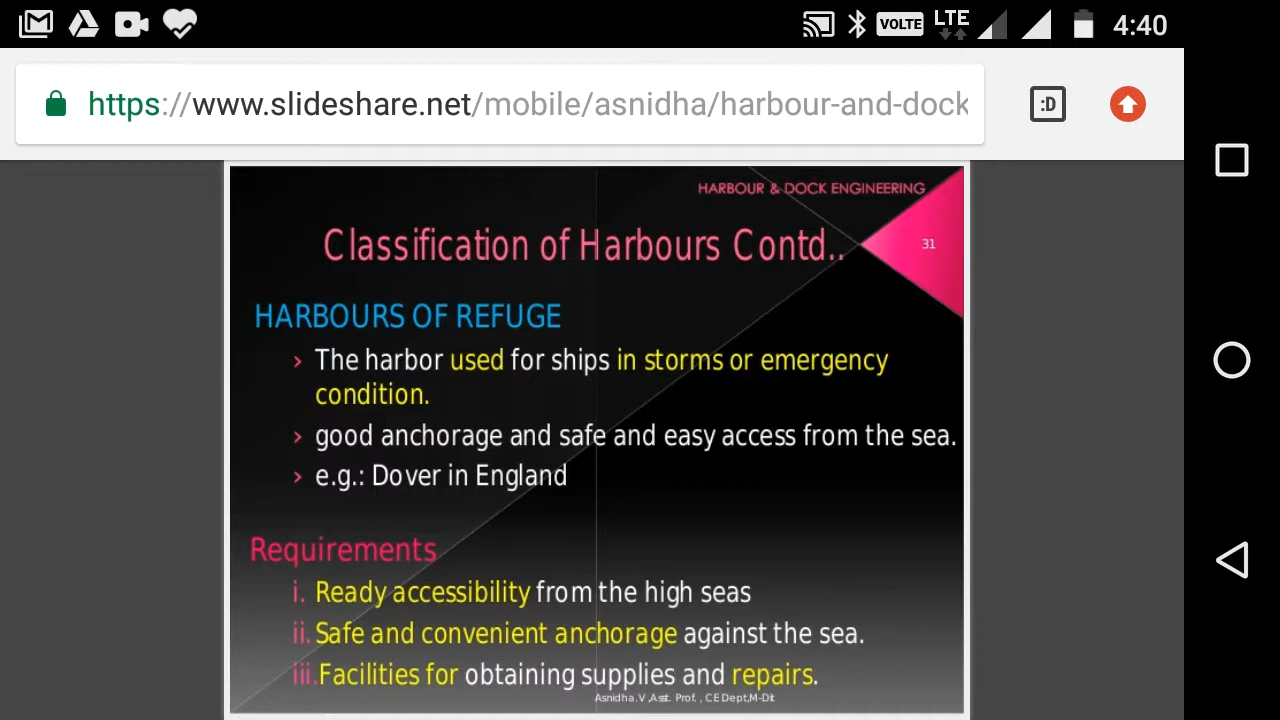 VOLTE LTE 4:40
https://www.slideshare.net/mobile/asnidha/harbour-and-dock :D
HARBOUR & DOCK ENGINEERING
Classification of Harbours Contd..
31
HARBOURS OF REFUGE
› The harbor used for ships in storms or emergency
condition.
› good anchorage and safe and easy access from the sea.
› e.g.: Dover in England
Requirements
i. Ready accessibility from the high seas
ii. Safe and convenient anchorage against the sea.
iii. Facilities for obtaining supplies and repairs.
Asnidha.V,Asst. Prof. , CE Dept,M-Dit